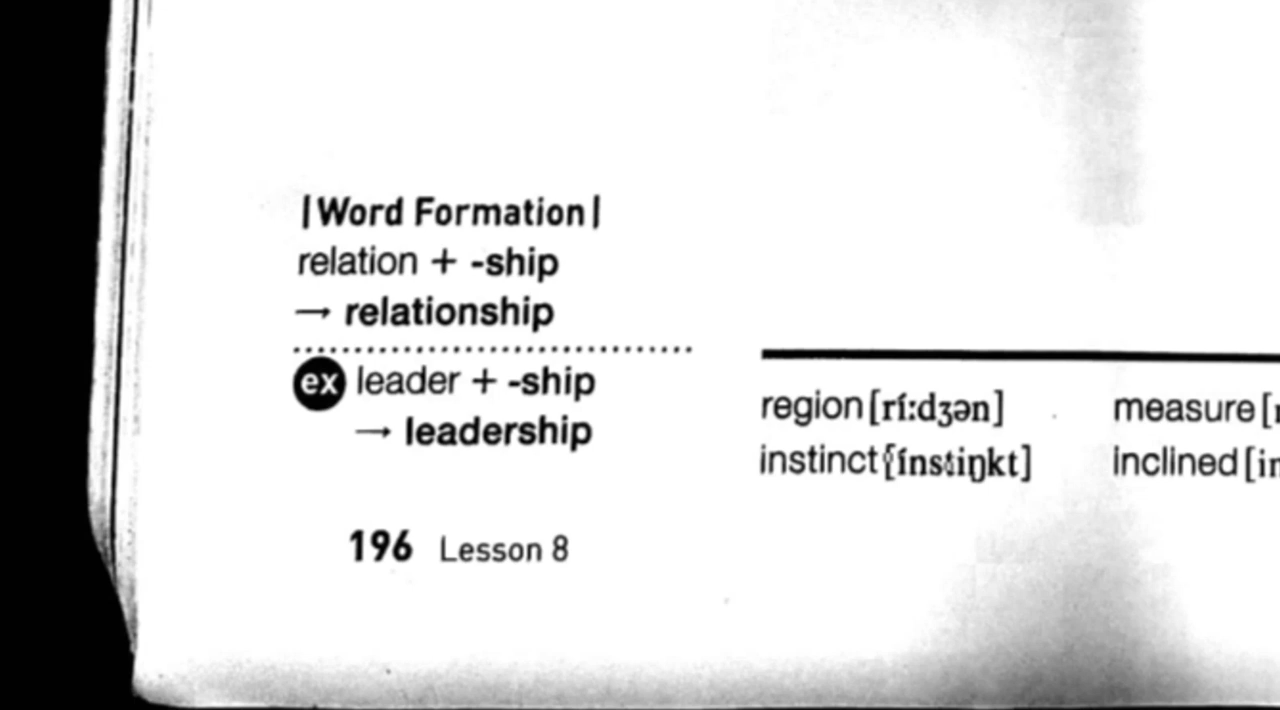 |Word Formation|
relation + -ship
→ relationship
ex leader + -ship
→ leadership
region [ríːdʒən] measure
instinct [ínstiŋkt] inclined
196 Lesson 8